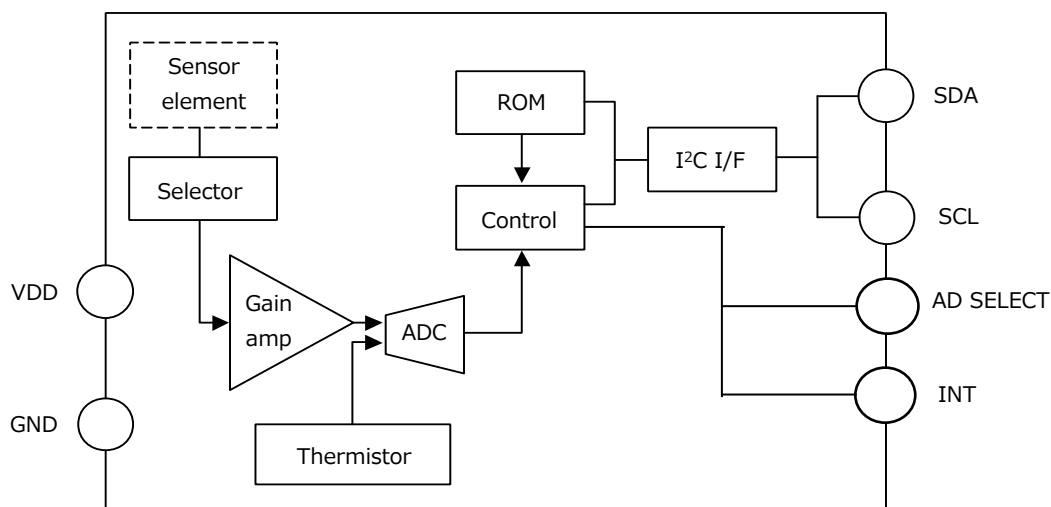 Sensor
element
ROM
SDA
I²C I/F
Selector
Control
SCL
VDD
Gain
amp
ADC
AD SELECT
INT
GND
Thermistor